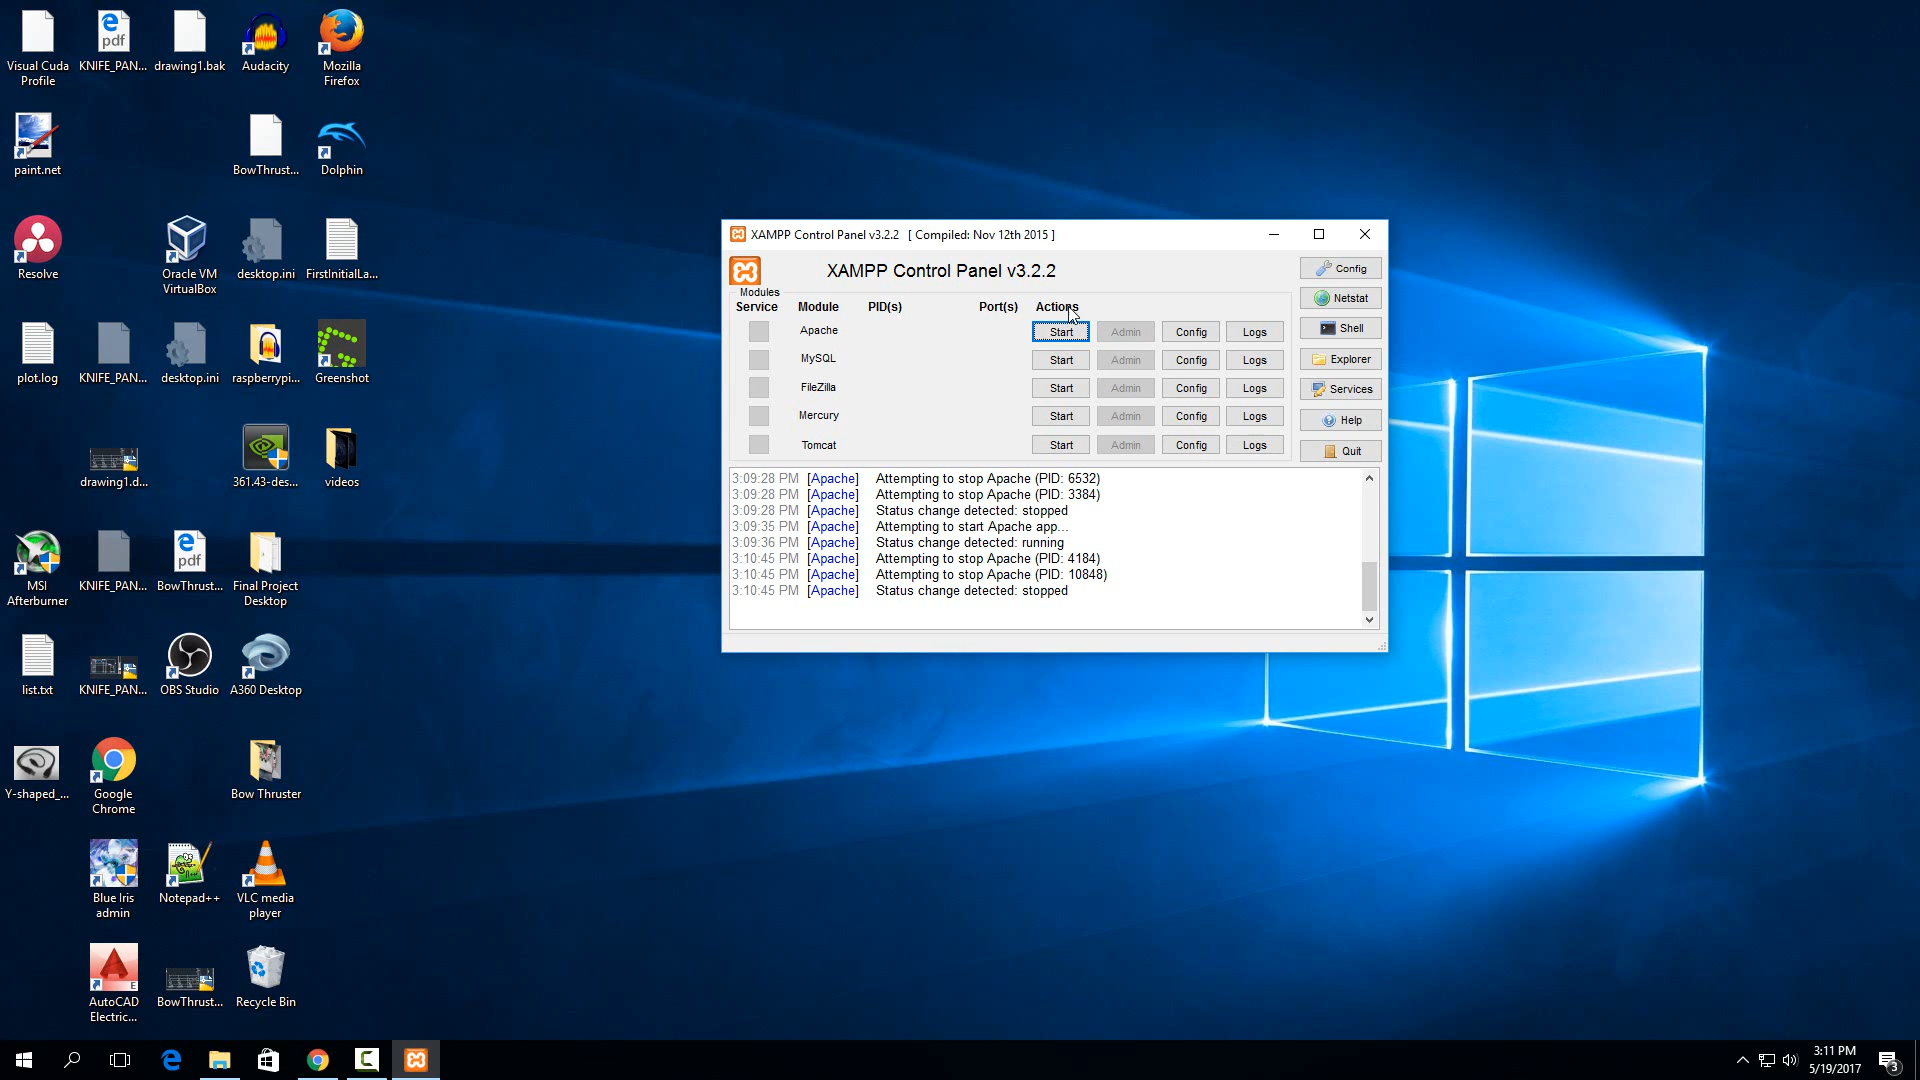 Visual Cuda
Profile
KNIFE_PAN...
drawing1.bak
Audacity
Mozilla
Firefox
paint.net
BowThrust...
Dolphin
Resolve
Oracle VM
VirtualBox
desktop.ini
FirstInitialLa...
plot.log
KNIFE_PAN...
desktop.ini
raspberrypi...
Greenshot
drawing1.d...
361.43-des...
videos
MSI
Afterburner
KNIFE_PAN...
BowThrust...
Final Project
Desktop
list.txt
KNIFE_PAN...
OBS Studio
A360 Desktop
Y-shaped_...
Google
Chrome
Bow Thruster
Blue Iris
admin
Notepad++
VLC media
player
AutoCAD
Electric...
BowThrust...
Recycle Bin
XAMPP Control Panel v3.2.2 [ Compiled: Nov 12th 2015 ]
XAMPP Control Panel v3.2.2
Config
Modules
Service Module PID(s) Port(s) Actions
Netstat
Apache Start Admin Config Logs
Shell
MySQL Start Admin Config Logs
Explorer
FileZilla Start Admin Config Logs
Services
Mercury Start Admin Config Logs
Help
Tomcat Start Admin Config Logs
Quit
3:09:28 PM [Apache] Attempting to stop Apache (PID: 6532)
3:09:28 PM [Apache] Attempting to stop Apache (PID: 3384)
3:09:28 PM [Apache] Status change detected: stopped
3:09:35 PM [Apache] Attempting to start Apache app...
3:09:36 PM [Apache] Status change detected: running
3:10:45 PM [Apache] Attempting to stop Apache (PID: 4184)
3:10:45 PM [Apache] Attempting to stop Apache (PID: 10848)
3:10:45 PM [Apache] Status change detected: stopped
3:11 PM
5/19/2017
3